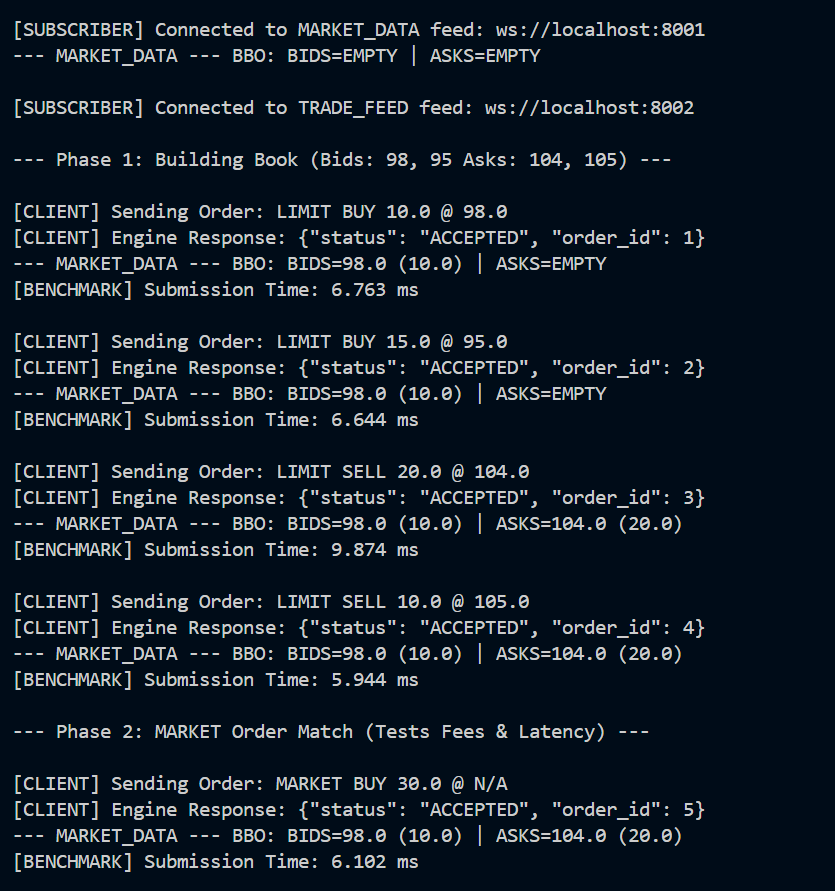 [SUBSCRIBER] Connected to MARKET_DATA feed: ws://localhost:8001
--- MARKET_DATA --- BBO: BIDS=EMPTY | ASKS=EMPTY
[SUBSCRIBER] Connected to TRADE_FEED feed: ws://localhost:8002
--- Phase 1: Building Book (Bids: 98, 95 Asks: 104, 105) ---
[CLIENT] Sending Order: LIMIT BUY 10.0 @ 98.0
[CLIENT] Engine Response: {"status": "ACCEPTED", "order_id": 1}
--- MARKET_DATA --- BBO: BIDS=98.0 (10.0) | ASKS=EMPTY
[BENCHMARK] Submission Time: 6.763 ms
[CLIENT] Sending Order: LIMIT BUY 15.0 @ 95.0
[CLIENT] Engine Response: {"status": "ACCEPTED", "order_id": 2}
--- MARKET_DATA --- BBO: BIDS=98.0 (10.0) | ASKS=EMPTY
[BENCHMARK] Submission Time: 6.644 ms
[CLIENT] Sending Order: LIMIT SELL 20.0 @ 104.0
[CLIENT] Engine Response: {"status": "ACCEPTED", "order_id": 3}
--- MARKET_DATA --- BBO: BIDS=98.0 (10.0) | ASKS=104.0 (20.0)
[BENCHMARK] Submission Time: 9.874 ms
[CLIENT] Sending Order: LIMIT SELL 10.0 @ 105.0
[CLIENT] Engine Response: {"status": "ACCEPTED", "order_id": 4}
--- MARKET_DATA --- BBO: BIDS=98.0 (10.0) | ASKS=104.0 (20.0)
[BENCHMARK] Submission Time: 5.944 ms
--- Phase 2: MARKET Order Match (Tests Fees & Latency) ---
[CLIENT] Sending Order: MARKET BUY 30.0 @ N/A
[CLIENT] Engine Response: {"status": "ACCEPTED", "order_id": 5}
--- MARKET_DATA --- BBO: BIDS=98.0 (10.0) | ASKS=104.0 (20.0)
[BENCHMARK] Submission Time: 6.102 ms